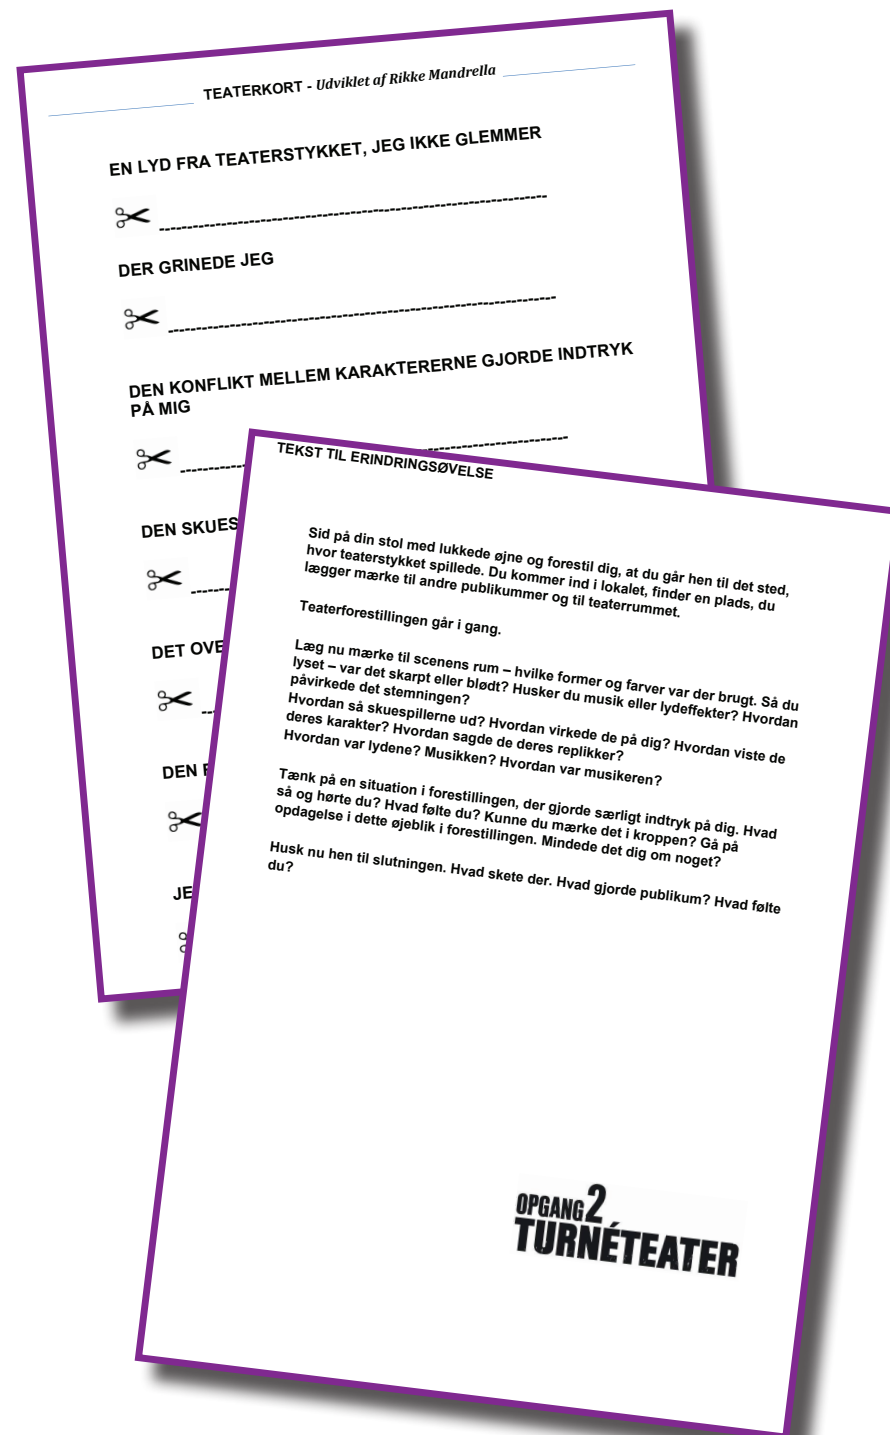 TEATERKORT - Udviklet af Rikke Mandrella
EN LYD FRA TEATERSTYKKET, JEG IKKE GLEMMER
DER GRINEDE JEG
DEN KONFLIKT MELLEM KARAKTERERNE GJORDE INDTRYK
PÅ MIG
DEN
DET
DEN
TEKST TIL ERINDRINGSØVELSE
Sid på din stol med lukkede øjne og forestil dig, at du går hen til det sted,
hvor teaterstykket spillede. Du kommer ind i lokalet, finder en plads, du
lægger mærke til andre publikummer og til teaterrummet.
Teaterforestillingen går i gang.
Læg nu mærke til scenens rum – hvilke former og farver var der brugt. Så du
lyset – var det skarpt eller blødt? Husker du musik eller lydeffekter? Hvordan
påvirkede det stemningen?
Hvordan så skuespillerne ud? Hvordan virkede de på dig? Hvordan viste de
deres karakter? Hvordan sagde de deres replikker?
Hvordan var lydene? Musikken? Hvordan var musikeren?
Tænk på en situation i forestillingen, der gjorde særligt indtryk på dig. Hvad
så og hørte du? Hvad følte du? Kunne du mærke det i kroppen? Gå på
opdagelse i dette øjeblik i forestillingen. Mindede det dig om noget?
Husk nu hen til slutningen. Hvad skete der. Hvad gjorde publikum? Hvad følte
du?
OPGANG2
TURNÉTEATER